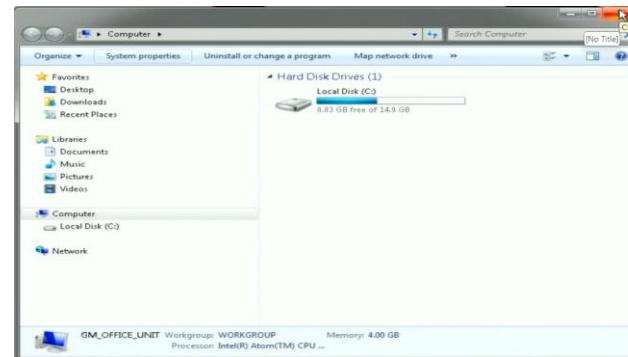 Computer
Search Computer
[No Title]
Organize
System properties
Uninstall or change a program
Map network drive
»
Favorites
Desktop
Downloads
Recent Places
Libraries
Documents
Music
Pictures
Videos
Computer
Local Disk (C:)
Network
Hard Disk Drives (1)
Local Disk (C:)
8.83 GB free of 14.9 GB
GM_OFFICE_UNIT Workgroup: WORKGROUP Memory: 4.00 GB
Processor: Intel(R) Atom(TM) CPU ...